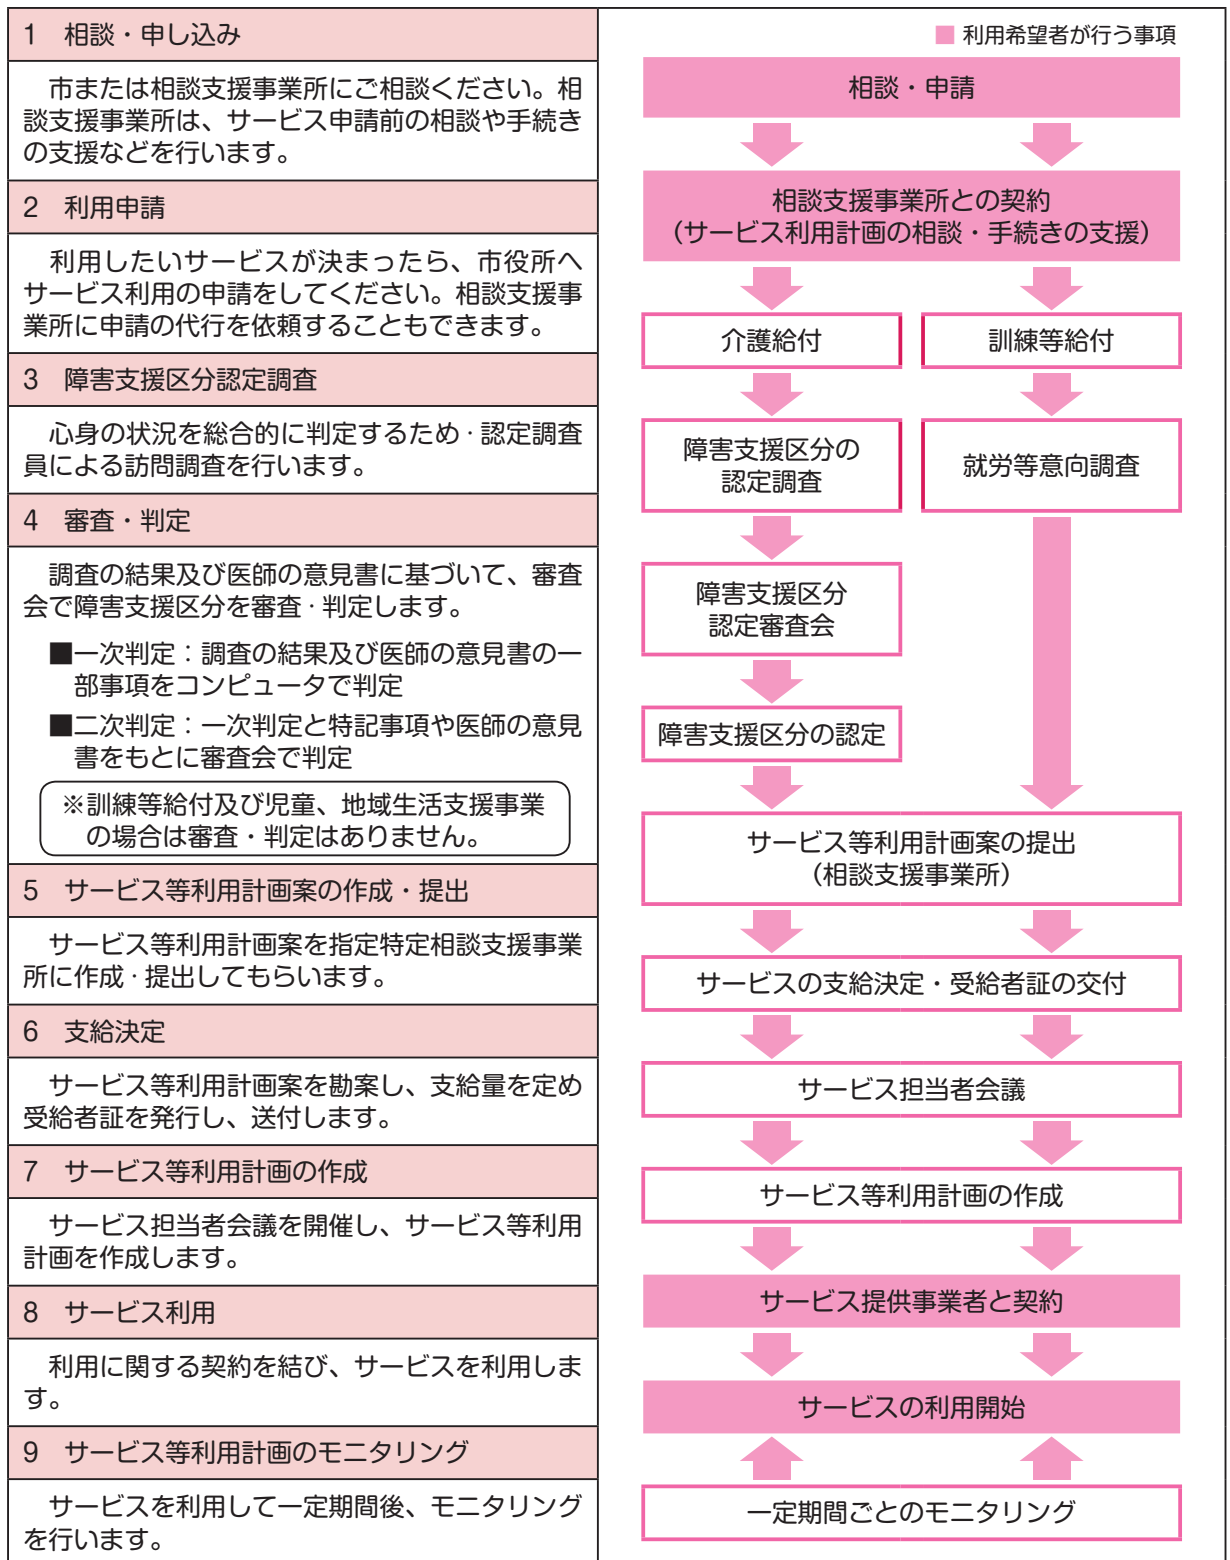 1 相談・申し込み
市または相談支援事業所にご相談ください。相
談支援事業所は、サービス申請前の相談や手続き
の支援などを行います。
2 利用申請
利用したいサービスが決まったら、市役所へ
サービス利用の申請をしてください。相談支援事
業所に申請の代行を依頼することもできます。
3 障害支援区分認定調査
心身の状況を総合的に判定するため・認定調査
員による訪問調査を行います。
4 審査・判定
調査の結果及び医師の意見書に基づいて、審査
会で障害支援区分を審査・判定します。
■一次判定：調査の結果及び医師の意見書の一
部事項をコンピュータで判定
■二次判定：一次判定と特記事項や医師の意見
書をもとに審査会で判定
※訓練等給付及び児童、地域生活支援事業
の場合は審査・判定はありません。
5 サービス等利用計画案の作成・提出
サービス等利用計画案を指定特定相談支援事業
所に作成・提出してもらいます。
6 支給決定
サービス等利用計画案を勘案し、支給量を定め
受給者証を発行し、送付します。
7 サービス等利用計画の作成
サービス担当者会議を開催し、サービス等利用
計画を作成します。
8 サービス利用
利用に関する契約を結び、サービスを利用しま
す。
9 サービス等利用計画のモニタリング
サービスを利用して一定期間後、モニタリング
を行います。
■ 利用希望者が行う事項
相談・申請
相談支援事業所との契約
（サービス利用計画の相談・手続きの支援）
介護給付
訓練等給付
障害支援区分の
認定調査
就労等意向調査
障害支援区分
認定審査会
障害支援区分の認定
サービス等利用計画案の提出
（相談支援事業所）
サービスの支給決定・受給者証の交付
サービス担当者会議
サービス等利用計画の作成
サービス提供事業者と契約
サービスの利用開始
一定期間ごとのモニタリング